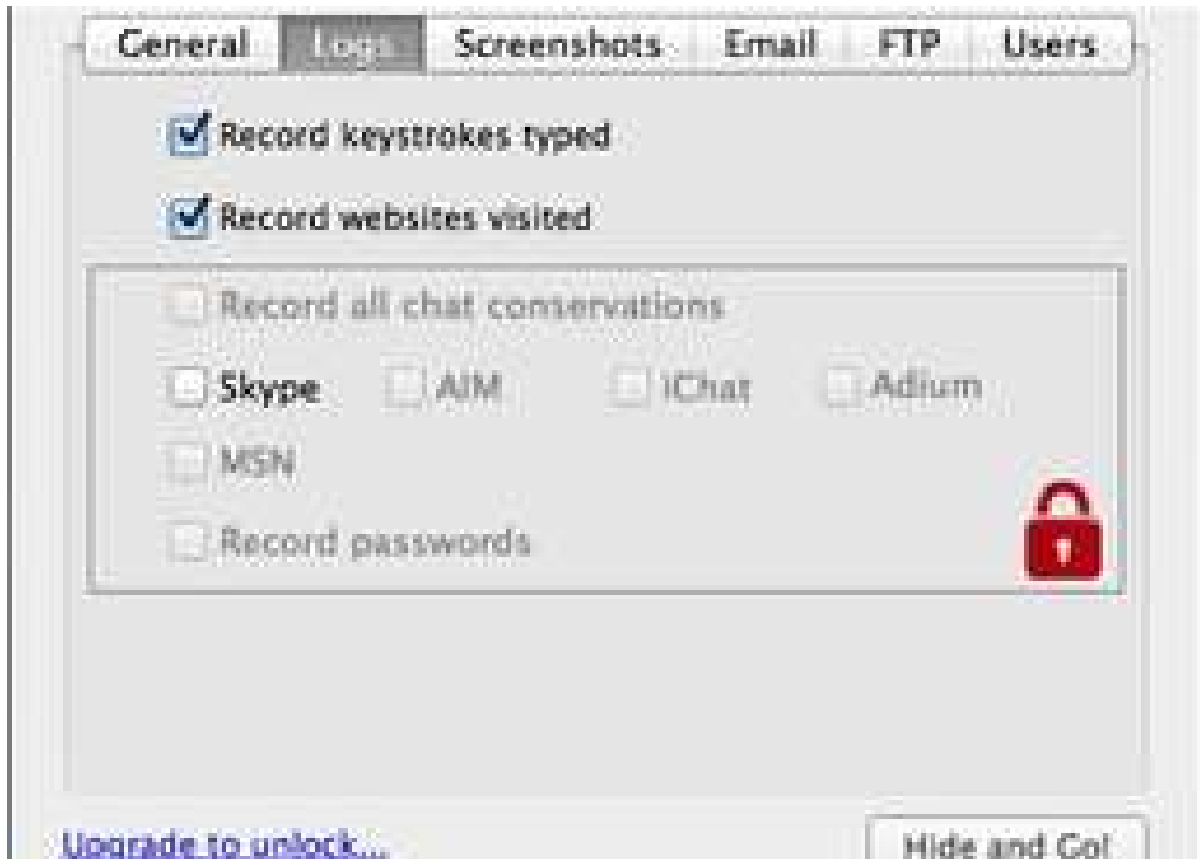 General Logs Screenshots Email FTP Users
Record keystrokes typed
Record websites visited
Record all chat conservations
Skype AIM iChat Adium
MSN
Record passwords
Upgrade to unlock...
Hide and Go!